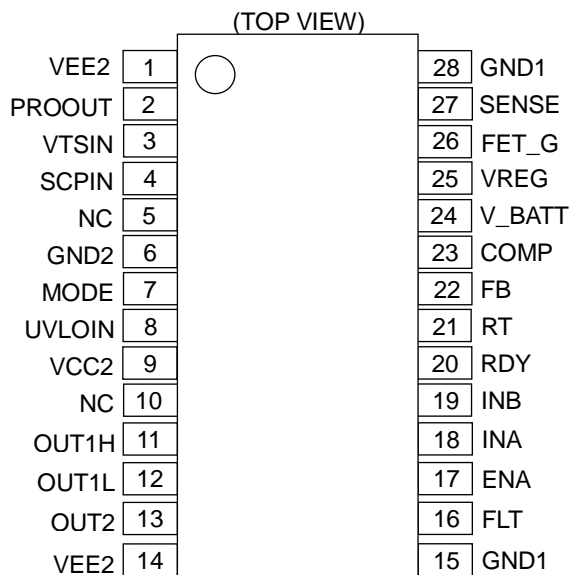 (TOP VIEW)
VEE2 1 28 GND1
PROOUT 2 27 SENSE
VTSIN 3 26 FET_G
SCPIN 4 25 VREG
NC 5 24 V_BATT
GND2 6 23 COMP
MODE 7 22 FB
UVLOIN 8 21 RT
VCC2 9 20 RDY
NC 10 19 INB
OUT1H 11 18 INA
OUT1L 12 17 ENA
OUT2 13 16 FLT
VEE2 14 15 GND1